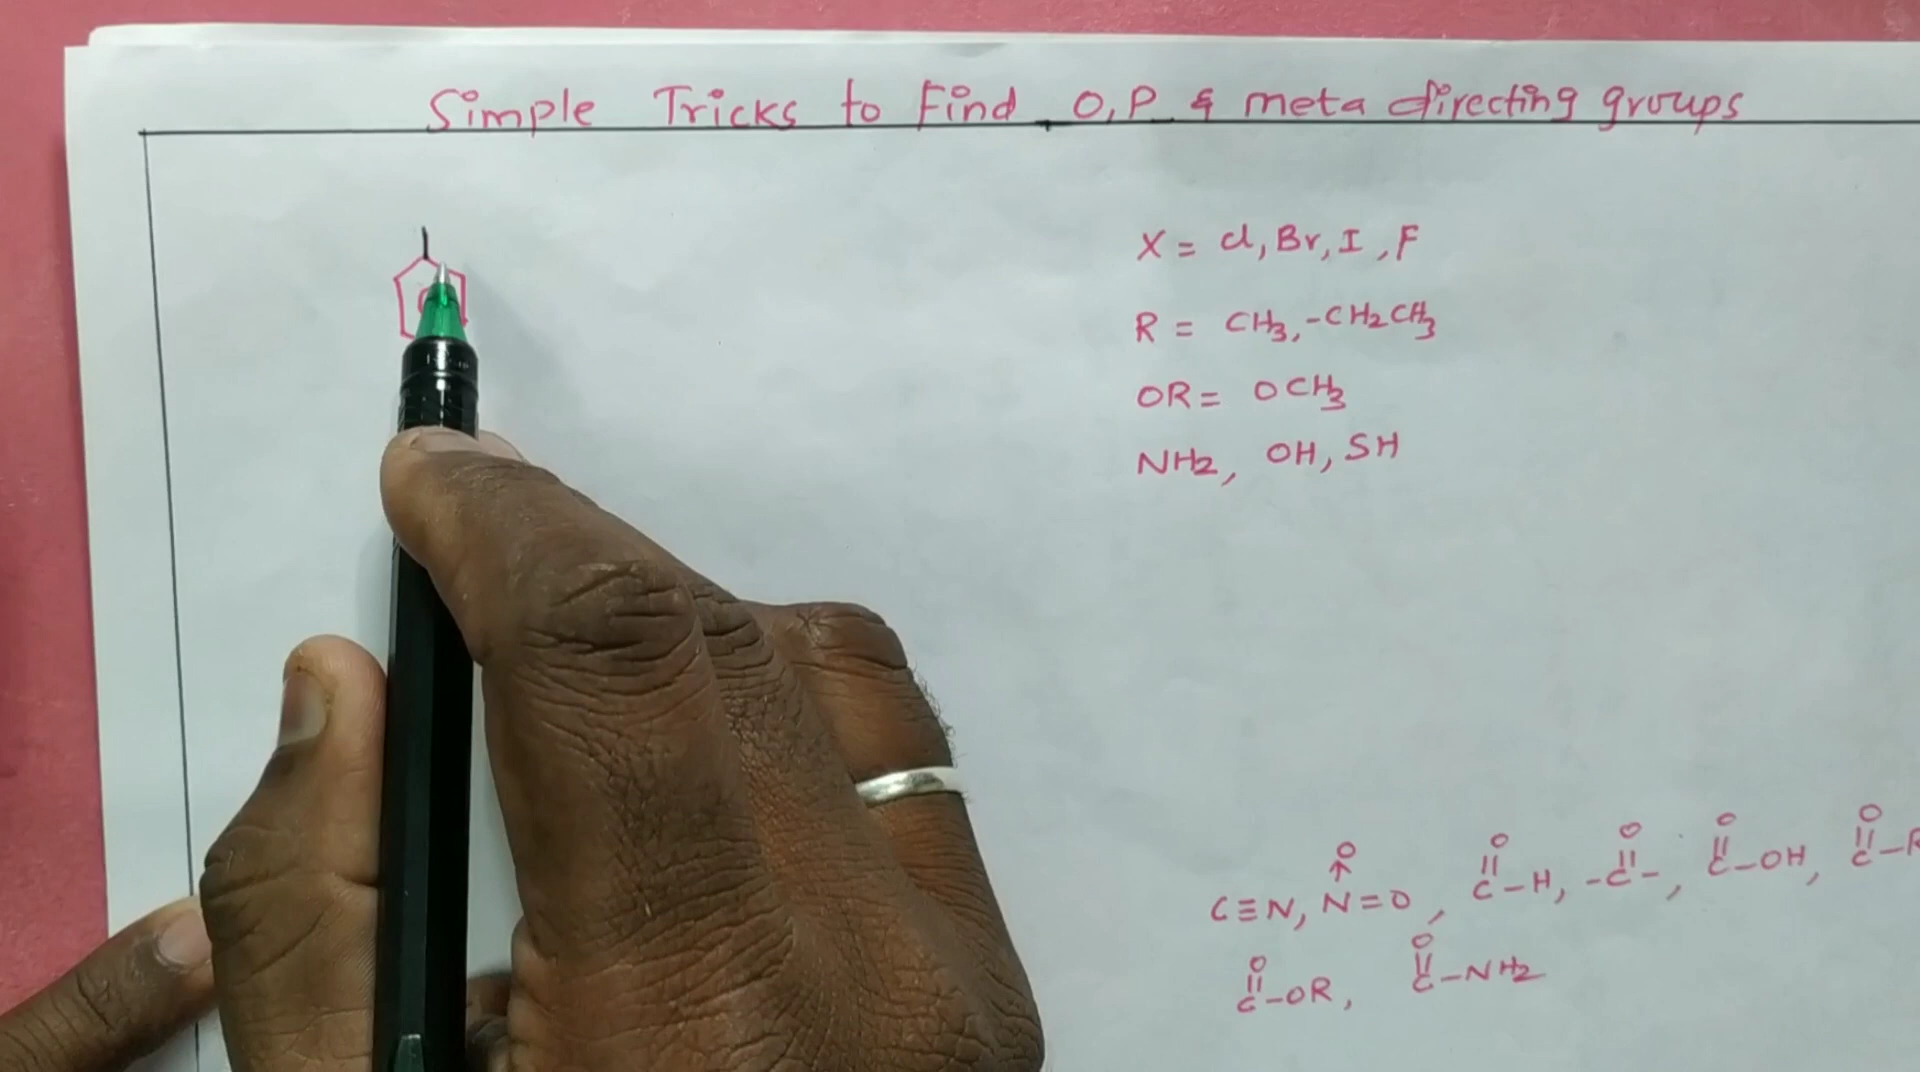 Simple Tricks to Find O,P & meta directing groups
X = Cl, Br, I, F
R = CH3, -CH2CH3
OR = OCH3
NH2, OH, SH
O O O O O O
↑ || || || || 
C≡N, N=O, C-H, -C-, C-OH, C-R
O O
|| ||
C-OR, C-NH2